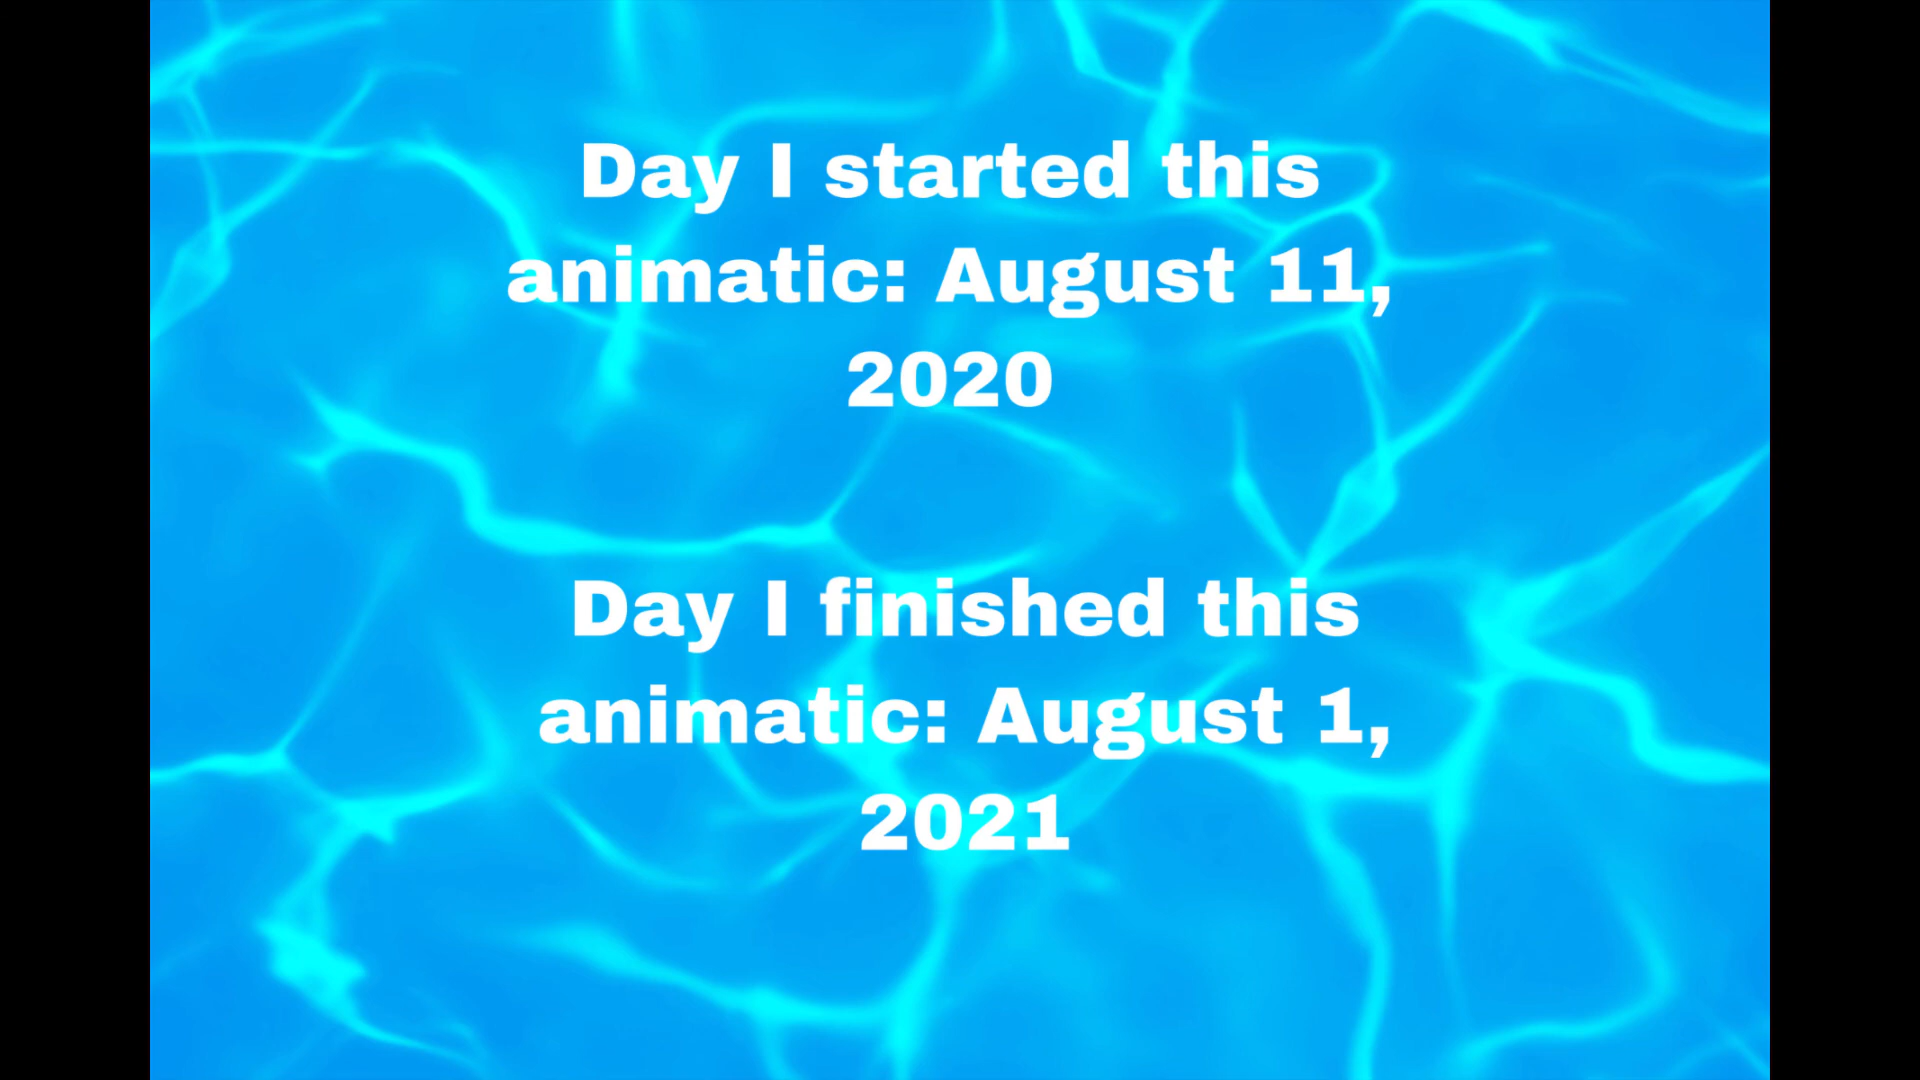 Day I started this
animatic: August 11,
2020
Day I finished this
animatic: August 1,
2021